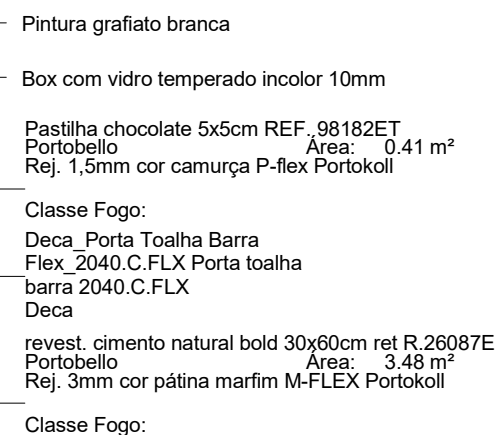 Pintura grafiato branca
Box com vidro temperado incolor 10mm
Pastilha chocolate 5x5cm REF. 98182ET
Portobello Área: 0.41 m²
Rej. 1,5mm cor camurça P-flex Portokoll
Classe Fogo:
Deca_Porta Toalha Barra
Flex_2040.C.FLX Porta toalha
barra 2040.C.FLX
Deca
revest. cimento natural bold 30x60cm ret R.26087E
Portobello Área: 3.48 m²
Rej. 3mm cor pátina marfim M-FLEX Portokoll
Classe Fogo: